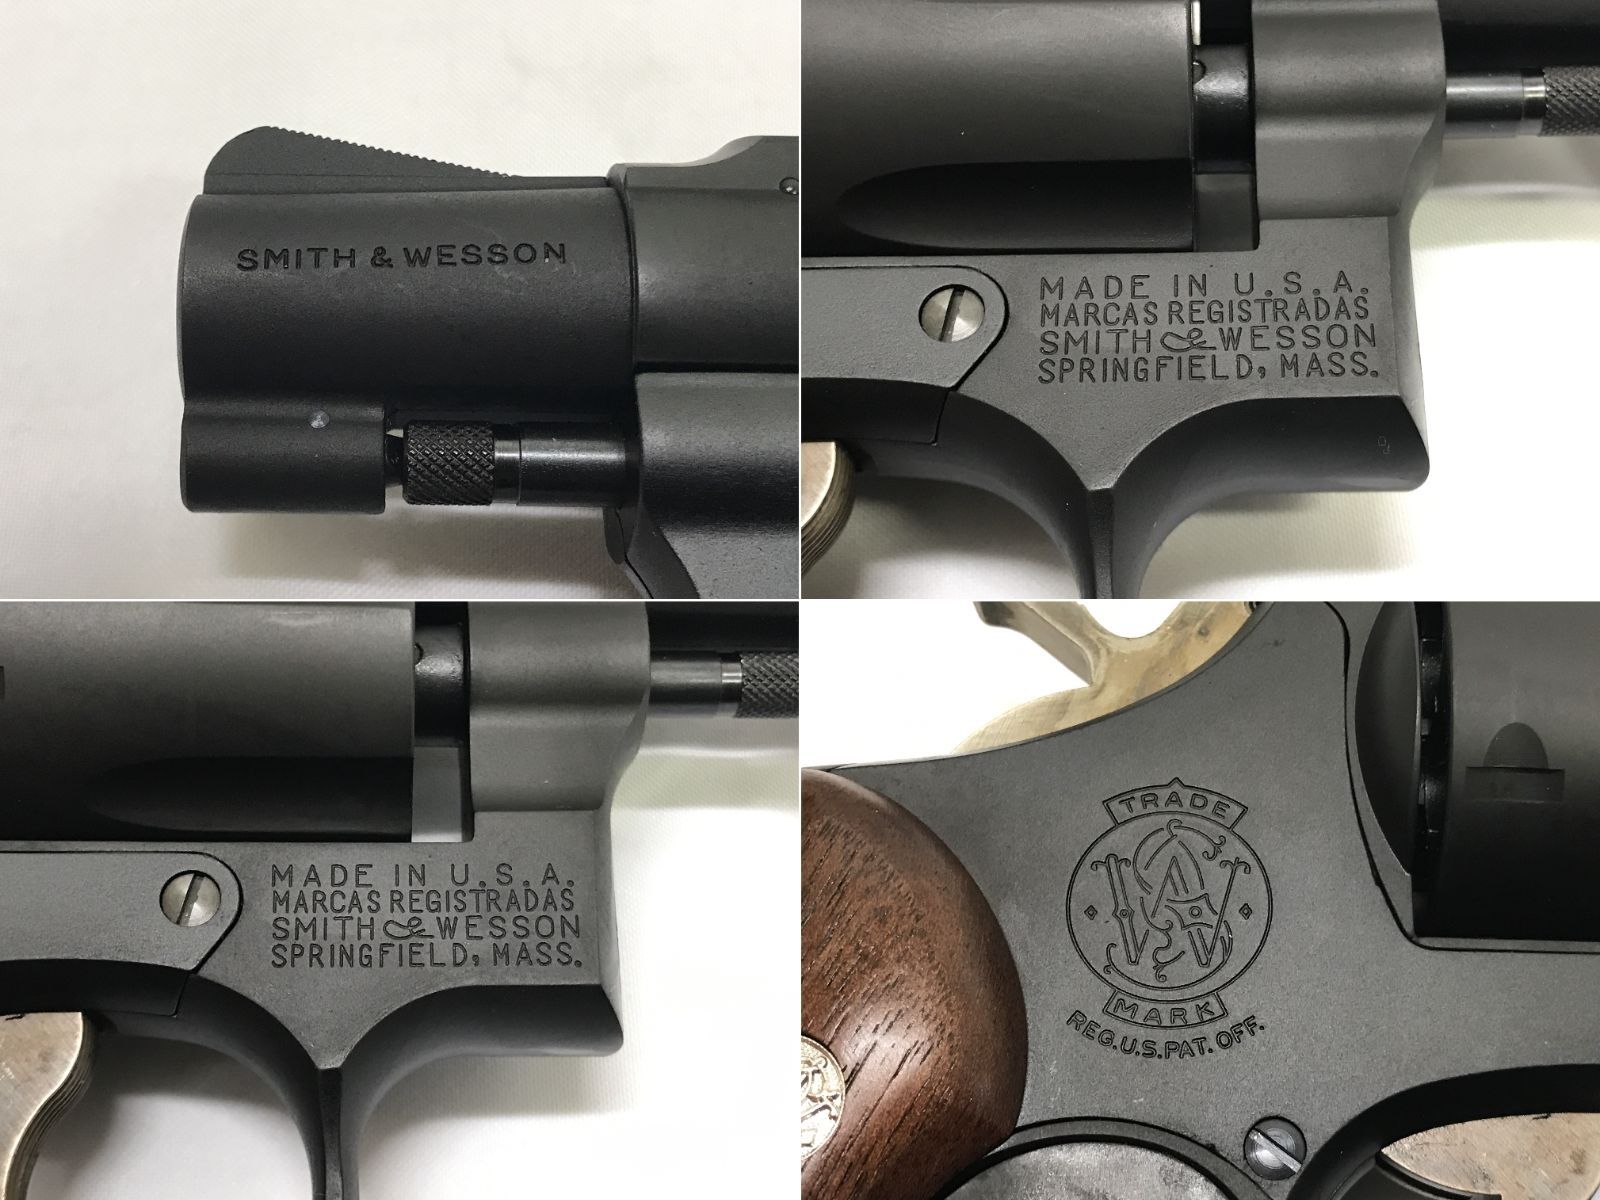 SMITH & WESSON
MADE IN U.S.A.
MARCAS REGISTRADAS
SMITH & WESSON
SPRINGFIELD, MASS.
MADE IN U.S.A.
MARCAS REGISTRADAS
SMITH & WESSON
SPRINGFIELD, MASS.
TRADE
MARK
REG.U.S.PAT.OFF.